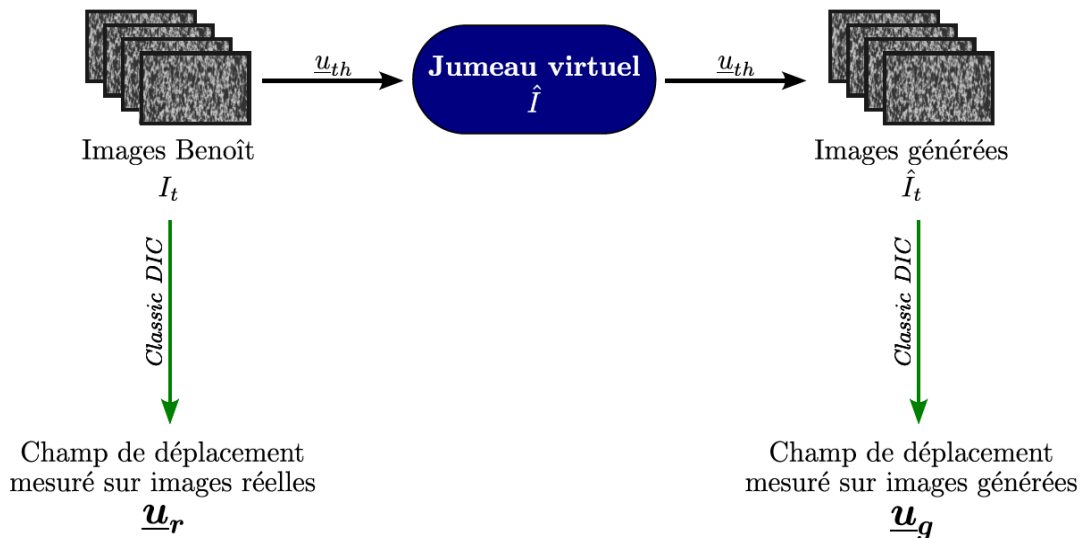 u_th
Jumeau virtuel
Î
u_th
Images Benoît
I_t
Images générées
Î_t
Classic DIC
Classic DIC
Champ de déplacement
mesuré sur images réelles
u_r
Champ de déplacement
mesuré sur images générées
u_g